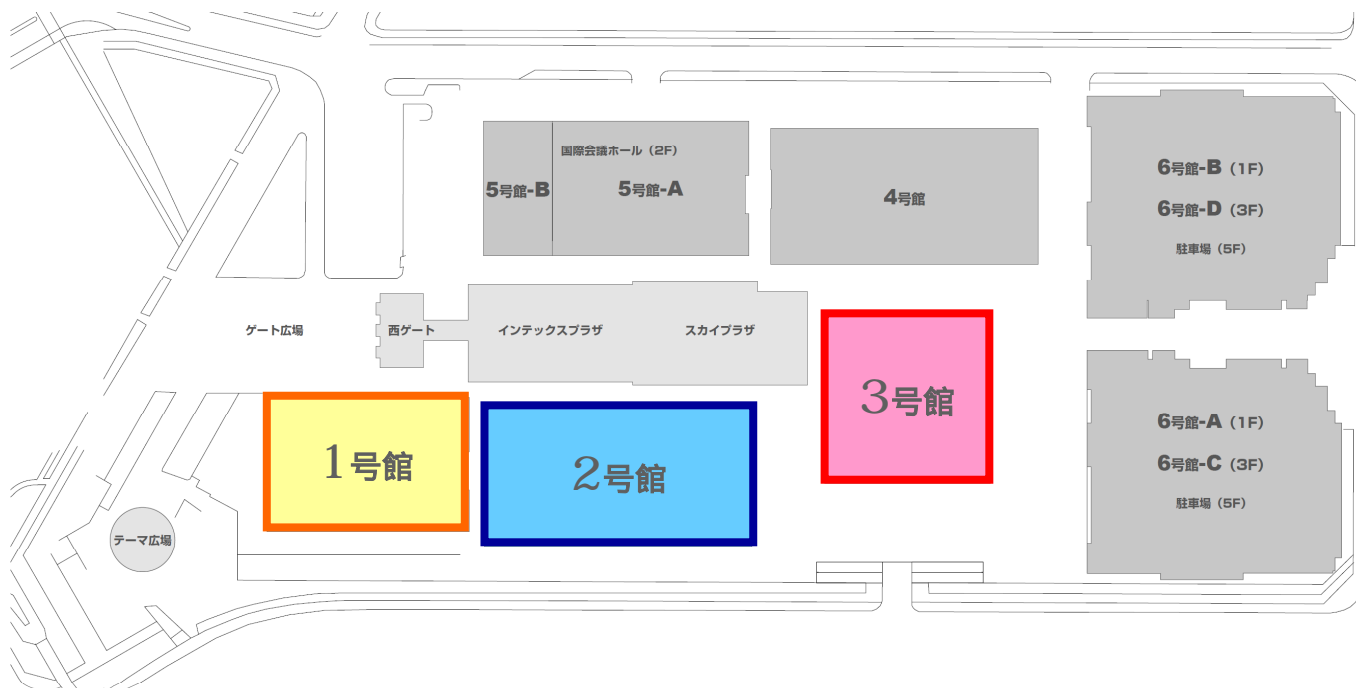 国際会議ホール（2F）
5号館-B
5号館-A
4号館
6号館-B（1F）
6号館-D（3F）
駐車場（5F）
ゲート広場
西ゲート
インテックスプラザ
スカイプラザ
1号館
2号館
3号館
6号館-A（1F）
6号館-C（3F）
駐車場（5F）
テーマ広場